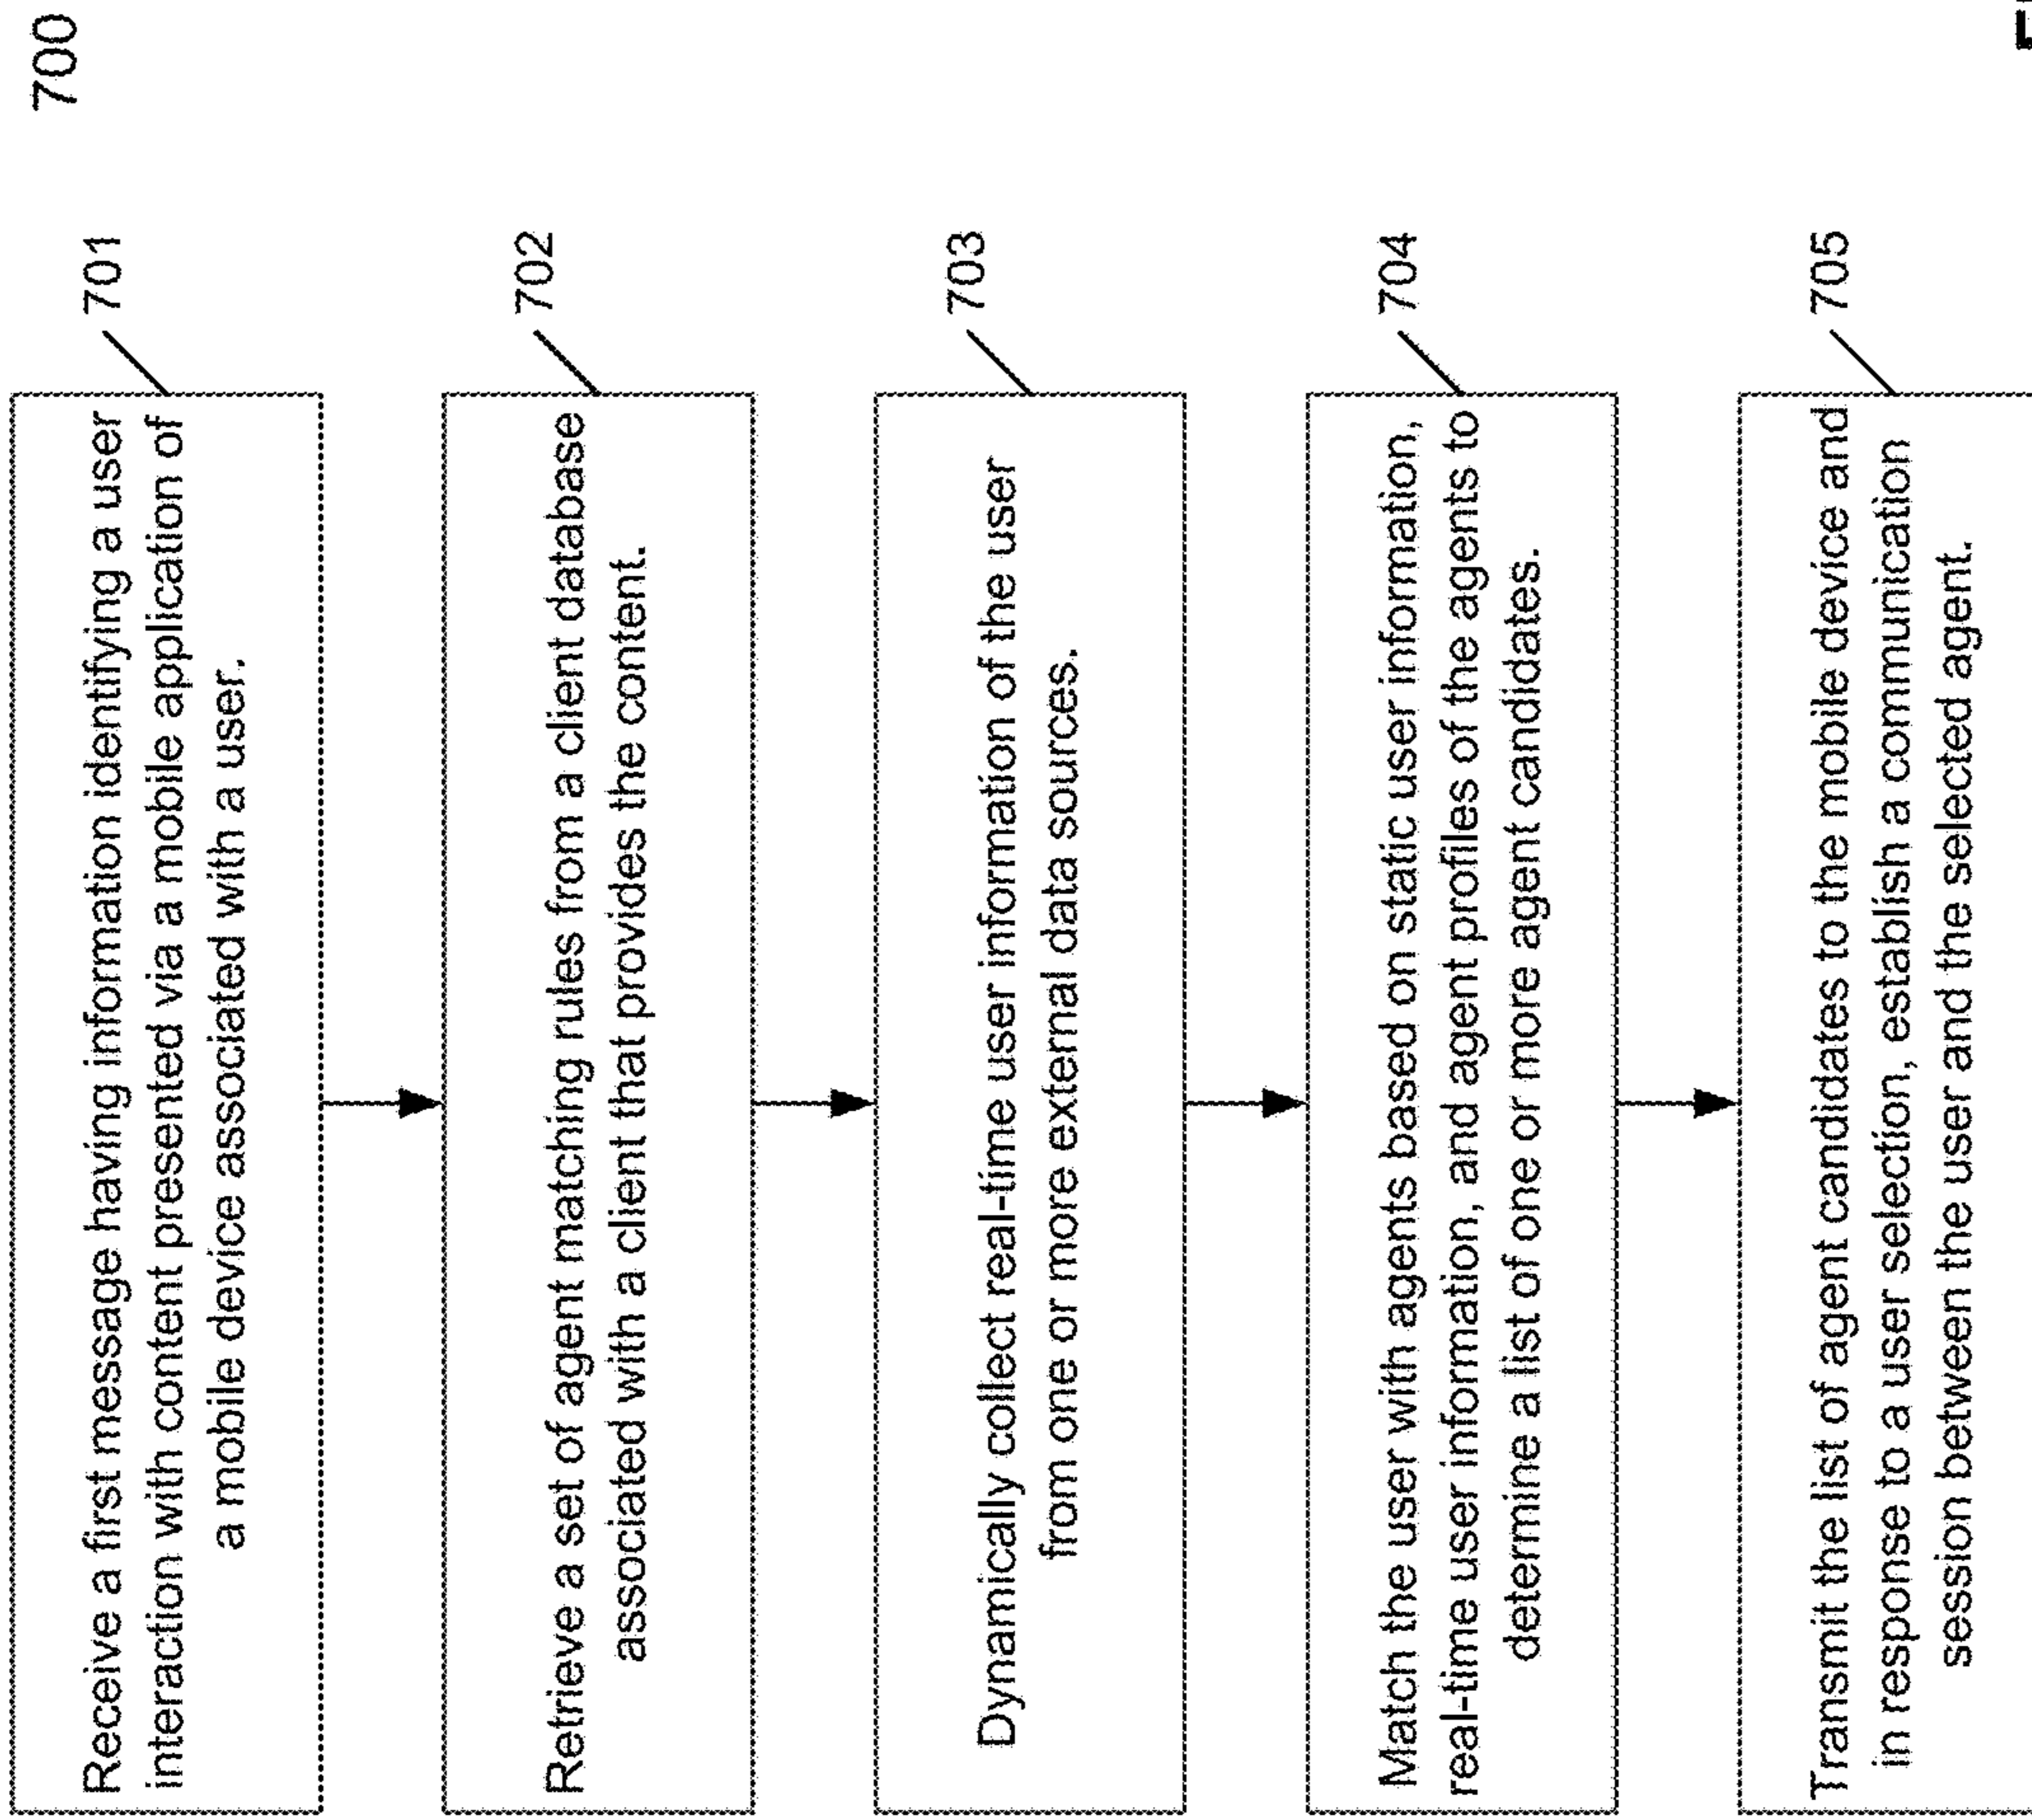 700
701
Receive a first message having information identifying a user
interaction with content presented via a mobile application of
a mobile device associated with a user.
702
Retrieve a set of agent matching rules from a client database
associated with a client that provides the content.
703
Dynamically collect real-time user information of the user
from one or more external data sources.
704
Match the user with agents based on static user information,
real-time user information, and agent profiles of the agents to
determine a list of one or more agent candidates.
705
Transmit the list of agent candidates to the mobile device and
in response to a user selection, establish a communication
session between the user and the selected agent.